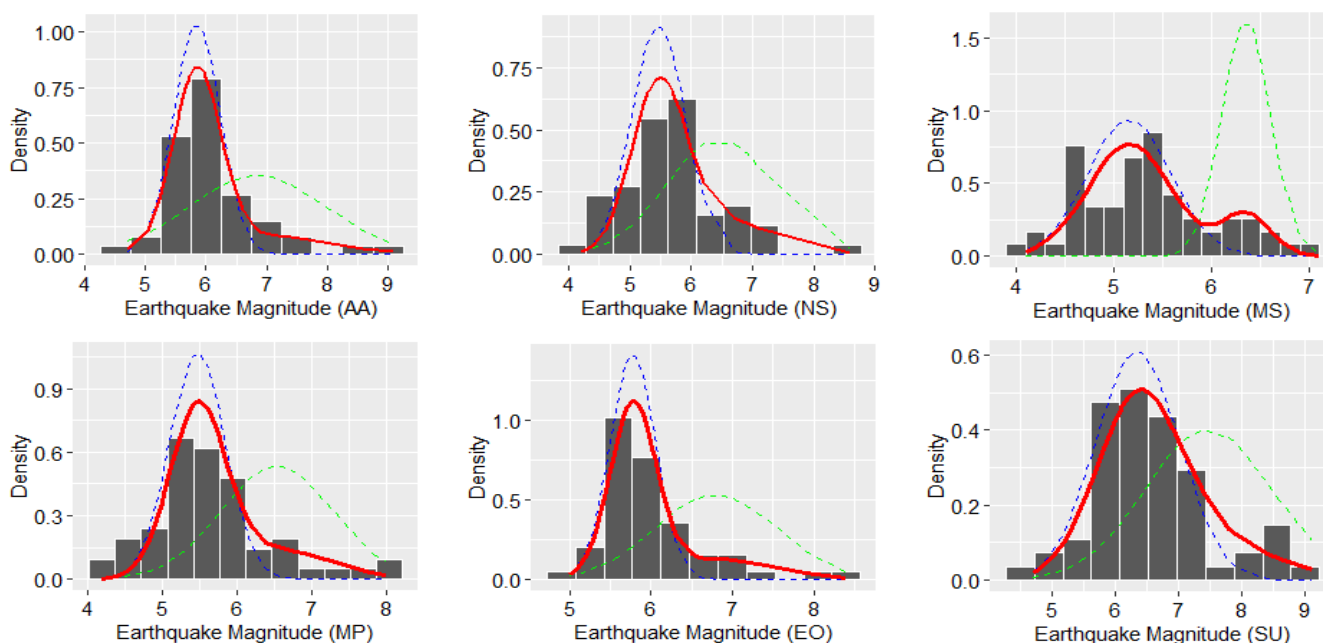 Density
1.00
0.75
0.50
0.25
0.00
4 5 6 7 8 9
Earthquake Magnitude (AA)
Density
0.75
0.50
0.25
0.00
4 5 6 7 8 9
Earthquake Magnitude (NS)
Density
1.5
1.0
0.5
0.0
4 5 6 7
Earthquake Magnitude (MS)
Density
0.9
0.6
0.3
0.0
4 5 6 7 8
Earthquake Magnitude (MP)
Density
1.0
0.5
0.0
5 6 7 8
Earthquake Magnitude (EO)
Density
0.6
0.4
0.2
0.0
5 6 7 8 9
Earthquake Magnitude (SU)